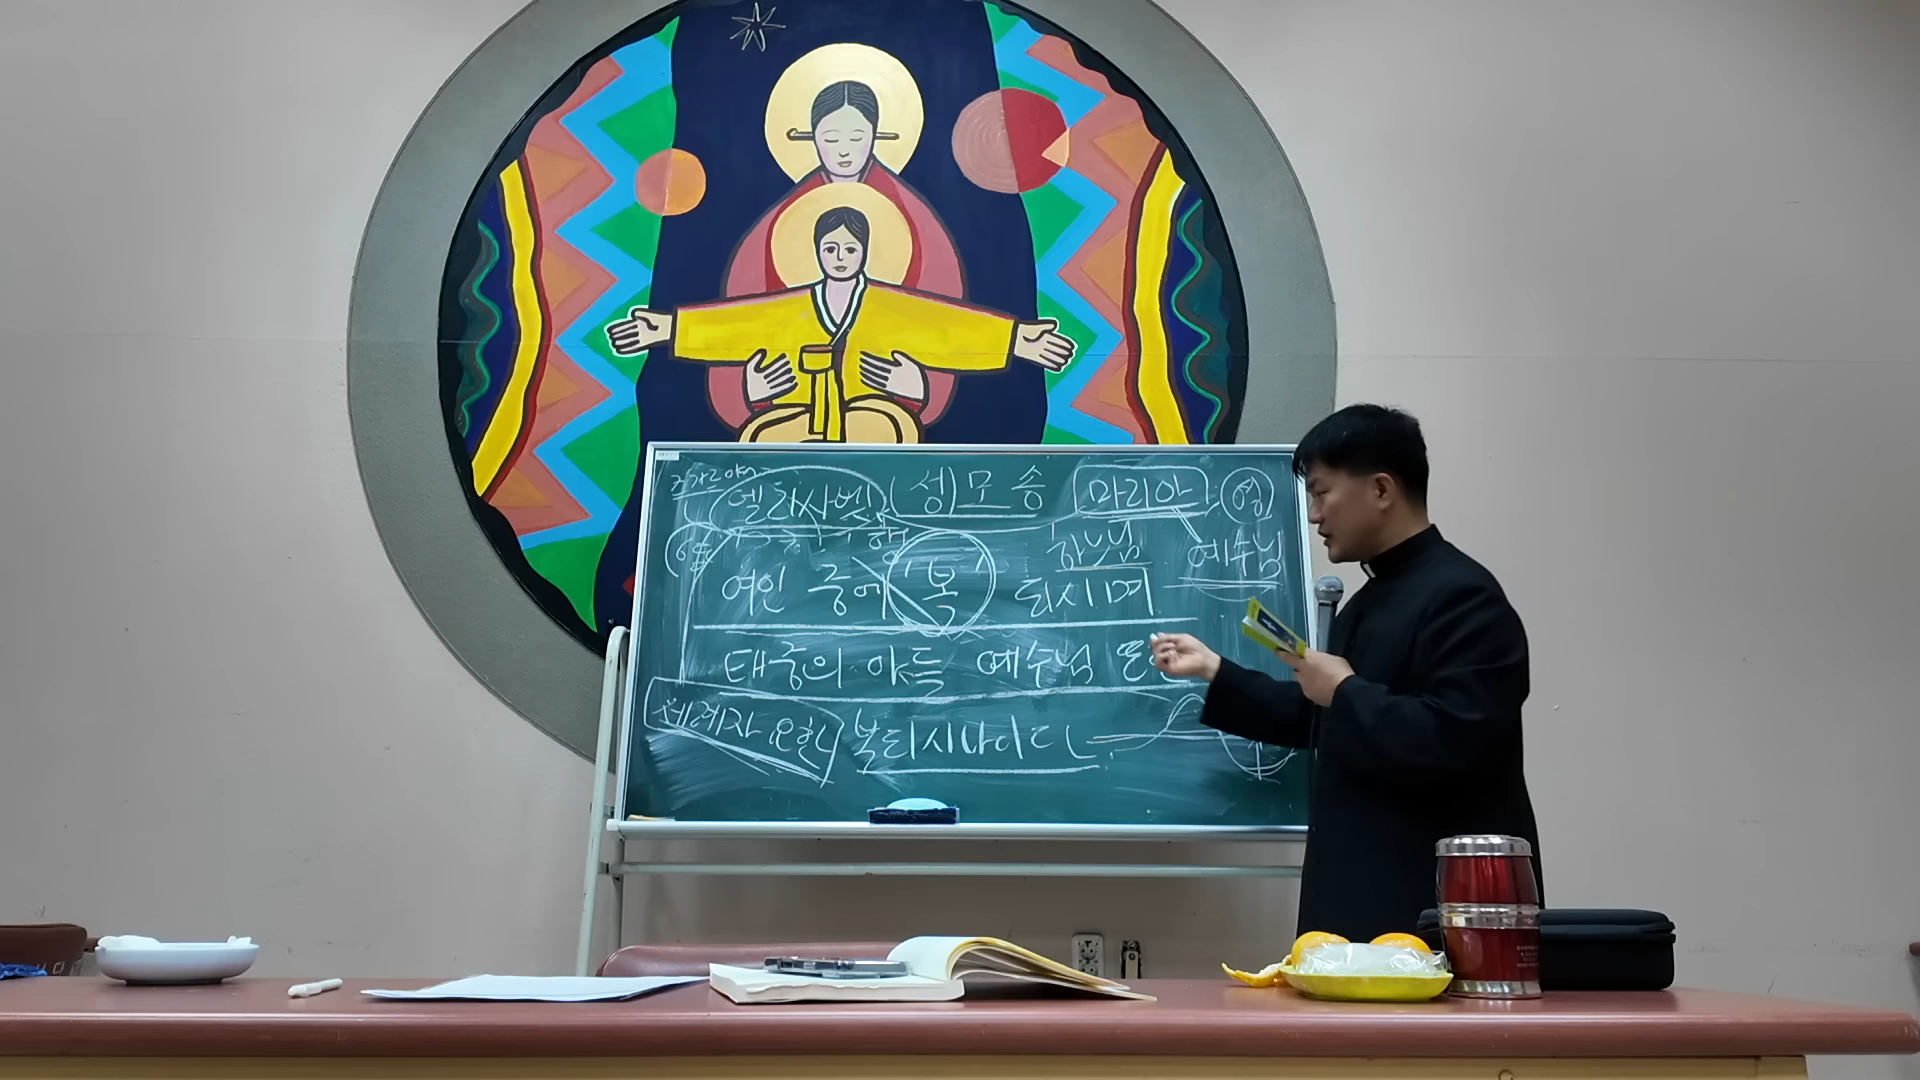 엘리사벳 (성)모송 마리아 영
하느님 예수님
여인 중에 '복' 되시며
태중의 아들 예수님 또한
세례자 요한 복되시나이다